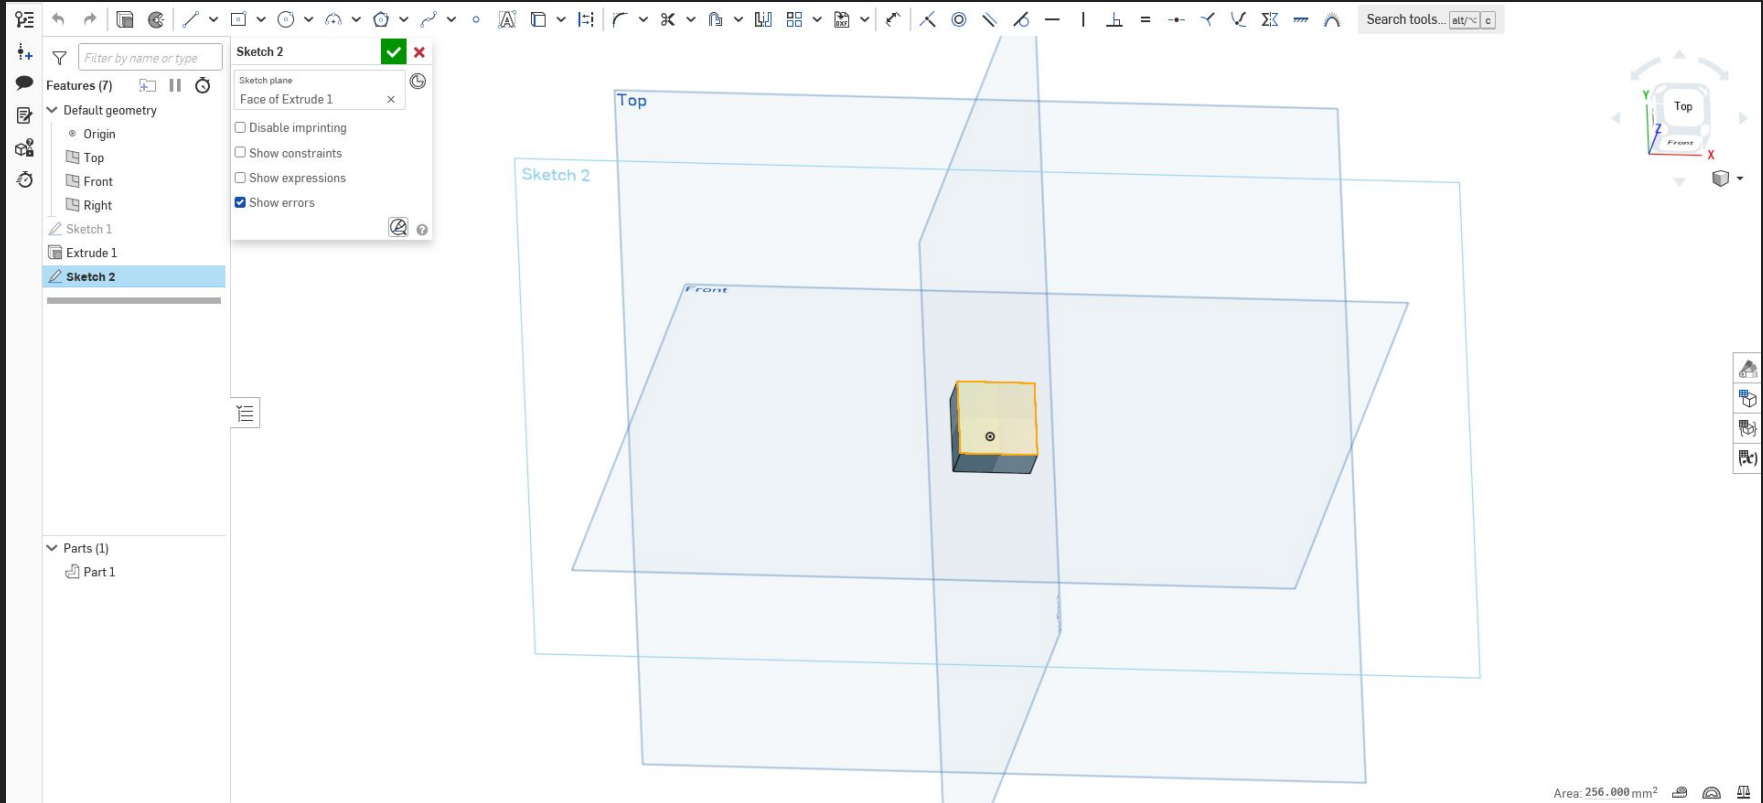 Search tools... alt/⌥ c
Filter by name or type
Features (7)
Default geometry
Origin
Top
Front
Right
Sketch 1
Extrude 1
Sketch 2
Parts (1)
Part 1
Sketch 2
Sketch plane
Face of Extrude 1
Disable imprinting
Show constraints
Show expressions
Show errors
Top
Sketch 2
Front
Y
Top
Z
Front
X
Area: 256.000 mm²